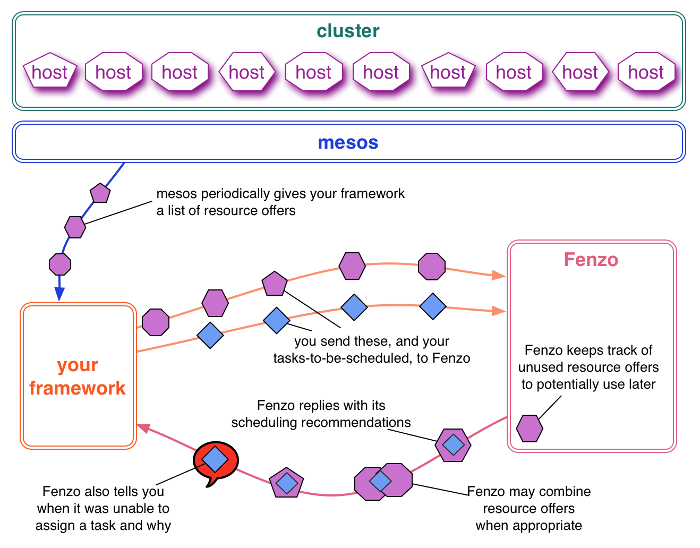 cluster
host host host host host host host host host host
mesos
mesos periodically gives your framework
a list of resource offers
Fenzo
you send these, and your
tasks-to-be-scheduled, to Fenzo
your
framework
Fenzo keeps track of
unused resource offers
to potentially use later
Fenzo replies with its
scheduling recommendations
Fenzo also tells you
when it was unable to
assign a task and why
Fenzo may combine
resource offers
when appropriate